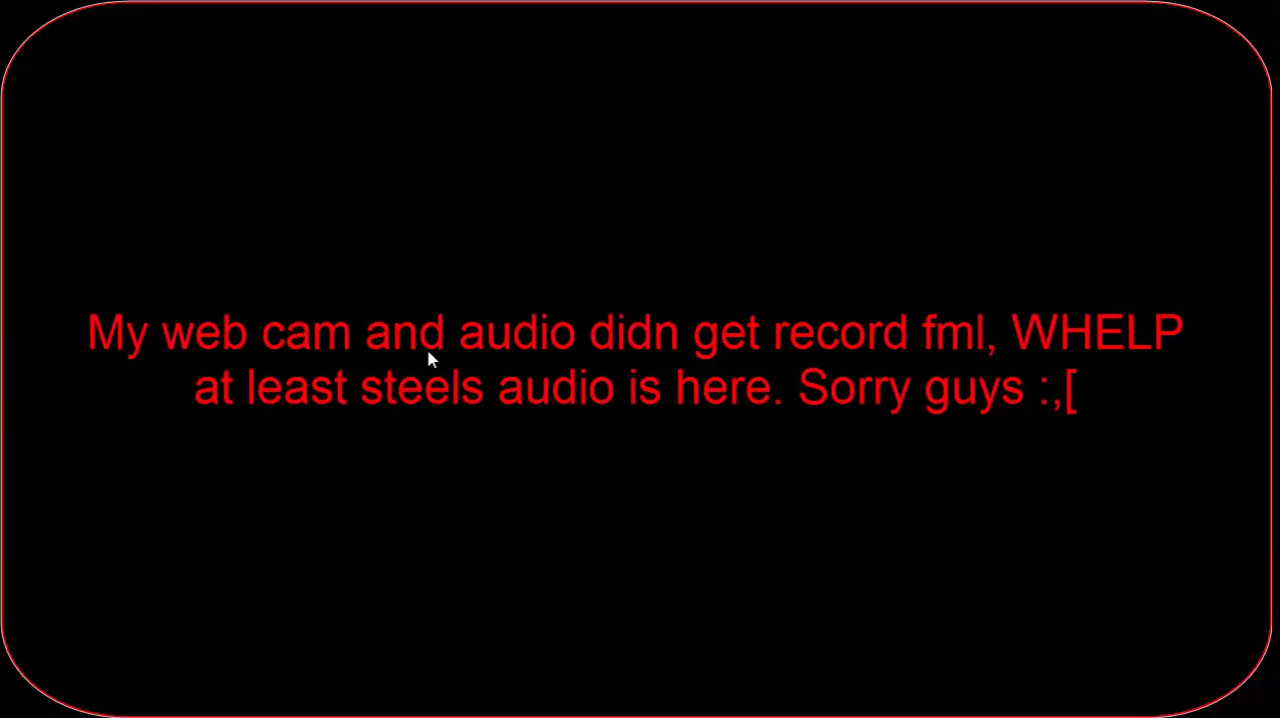 My web cam and audio didn get record fml, WHELP
at least steels audio is here. Sorry guys :,[